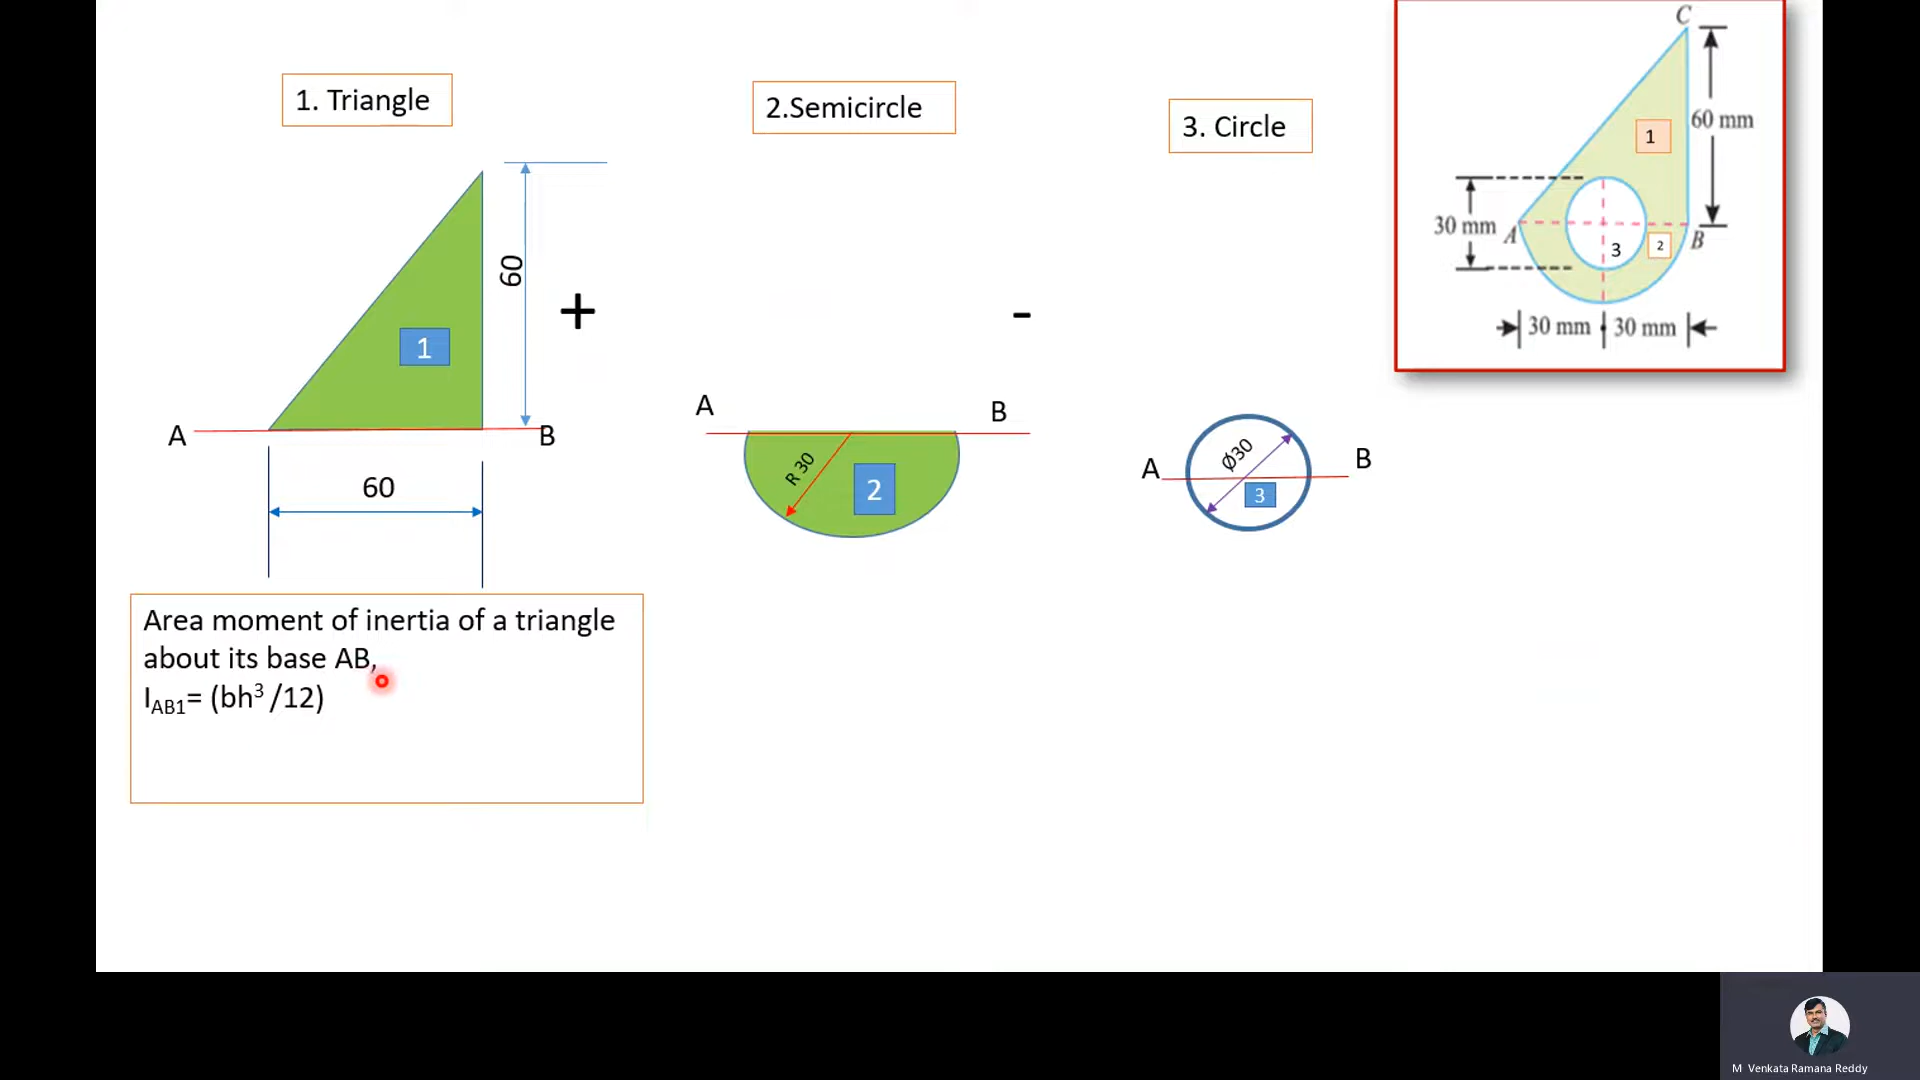 1. Triangle
2.Semicircle
3. Circle
60
+
-
1
A
B
60
A
B
R 30
2
A
B
Ø30
3
C
60 mm
1
30 mm
A
3
2
B
30 mm
30 mm
Area moment of inertia of a triangle
about its base AB,
I_AB1= (bh³ /12)
M Venkata Ramana Reddy